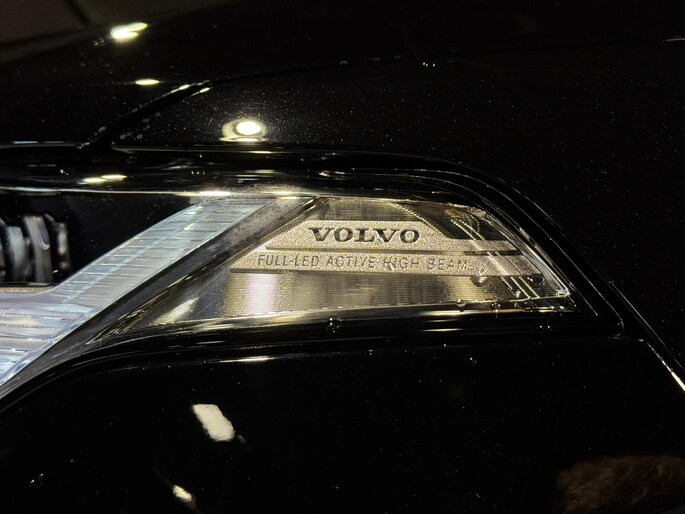 VOLVO
FULL-LED ACTIVE HIGH BEAM